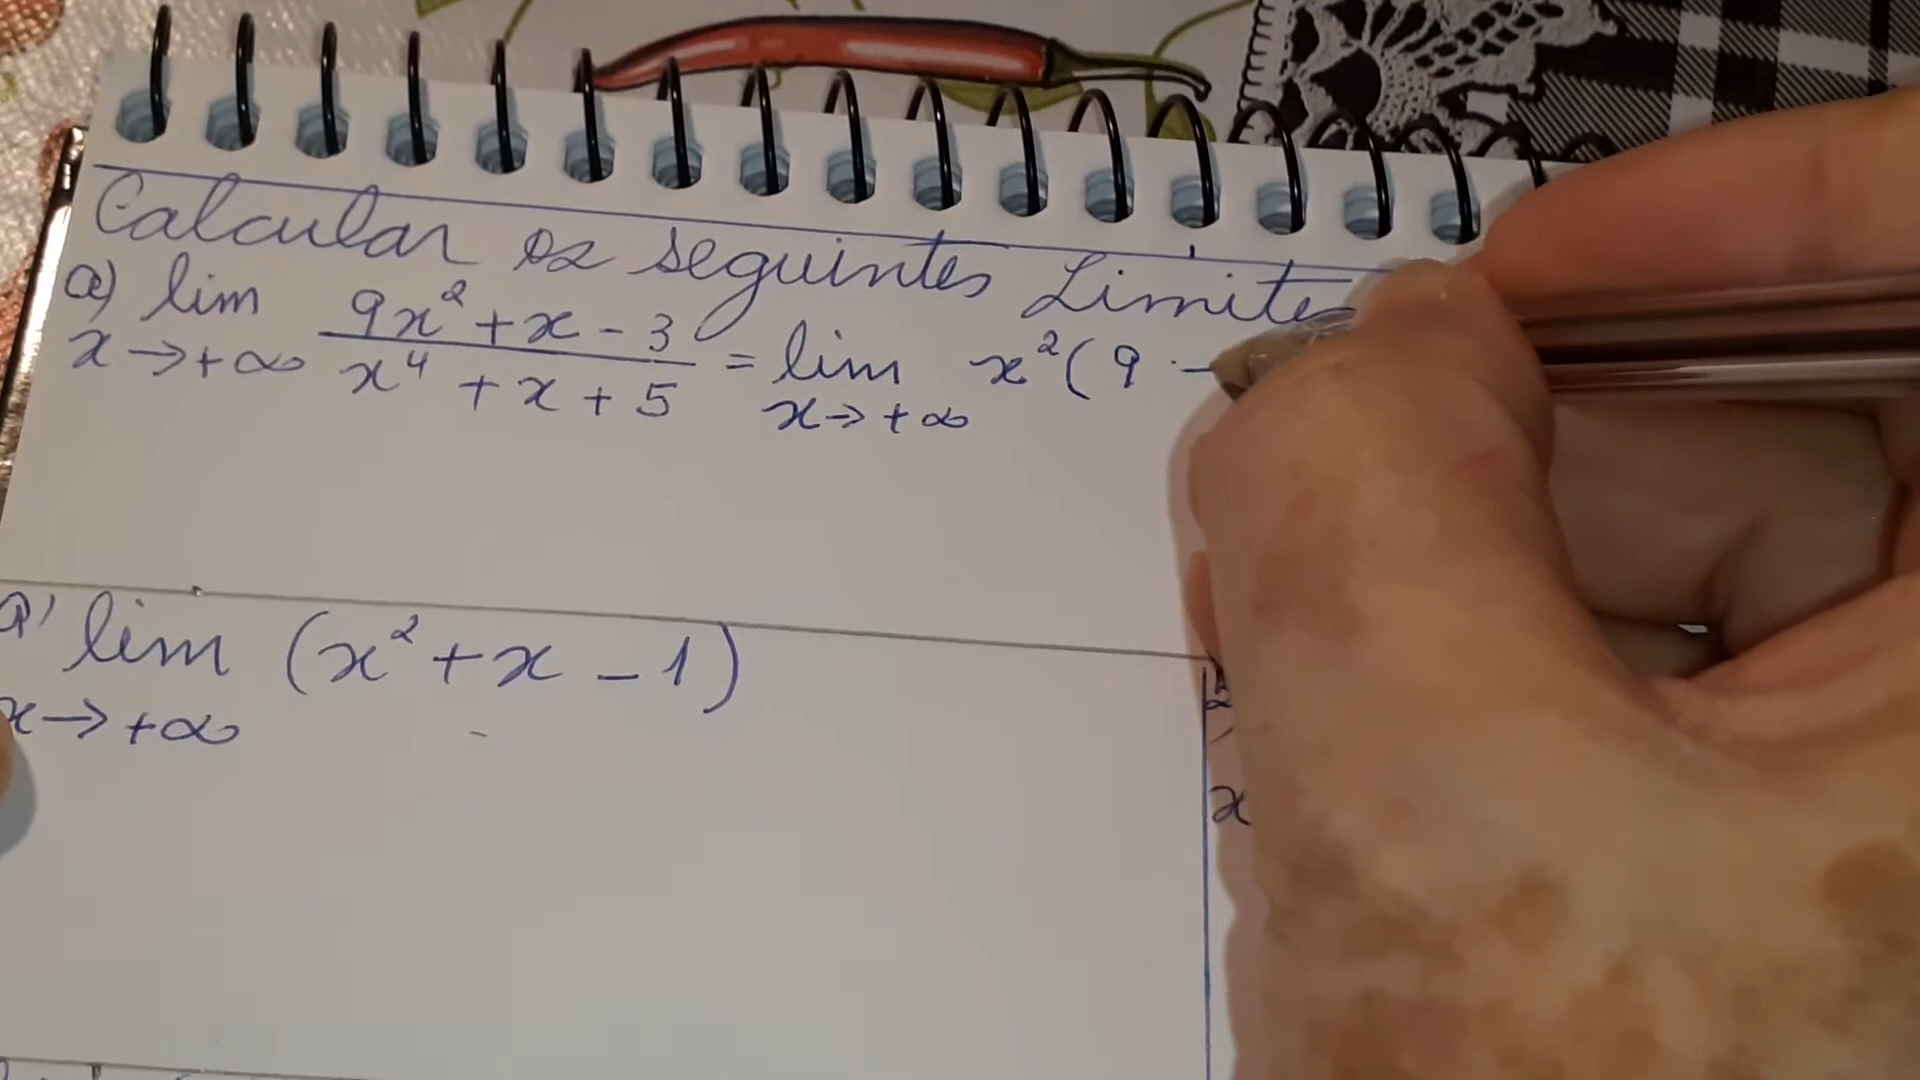 Calcular os seguintes Limites
a) lim x→+∞ (9x²+x-3)/(x⁴+x+5) = lim x→+∞ x²(9
lim (x²+x-1)
x→+∞
x